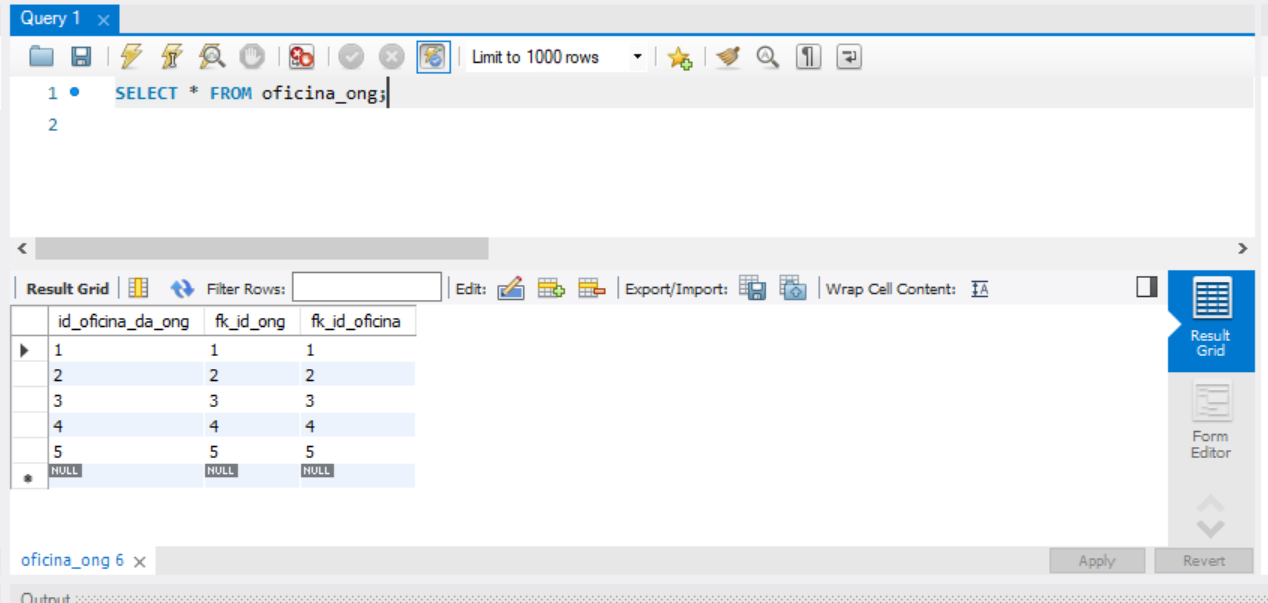 Query 1
Limit to 1000 rows
1 SELECT * FROM oficina_ong;
2
Result Grid Filter Rows: Edit: Export/Import: Wrap Cell Content: IA
id_oficina_da_ong fk_id_ong fk_id_oficina
1 1 1
2 2 2
3 3 3
4 4 4
5 5 5
NULL NULL NULL
Result
Grid
Form
Editor
oficina_ong 6
Apply Revert
Output